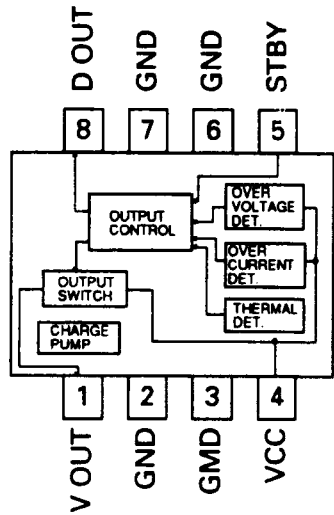 D OUT
GND
GND
STBY
8
7
6
5
OUTPUT
CONTROL
OVER
VOLTAGE
DET.
OVER
CURRENT
DET.
OUTPUT
SWITCH
THERMAL
DET.
CHARGE
PUMP
1
2
3
4
V OUT
GND
GMD
VCC